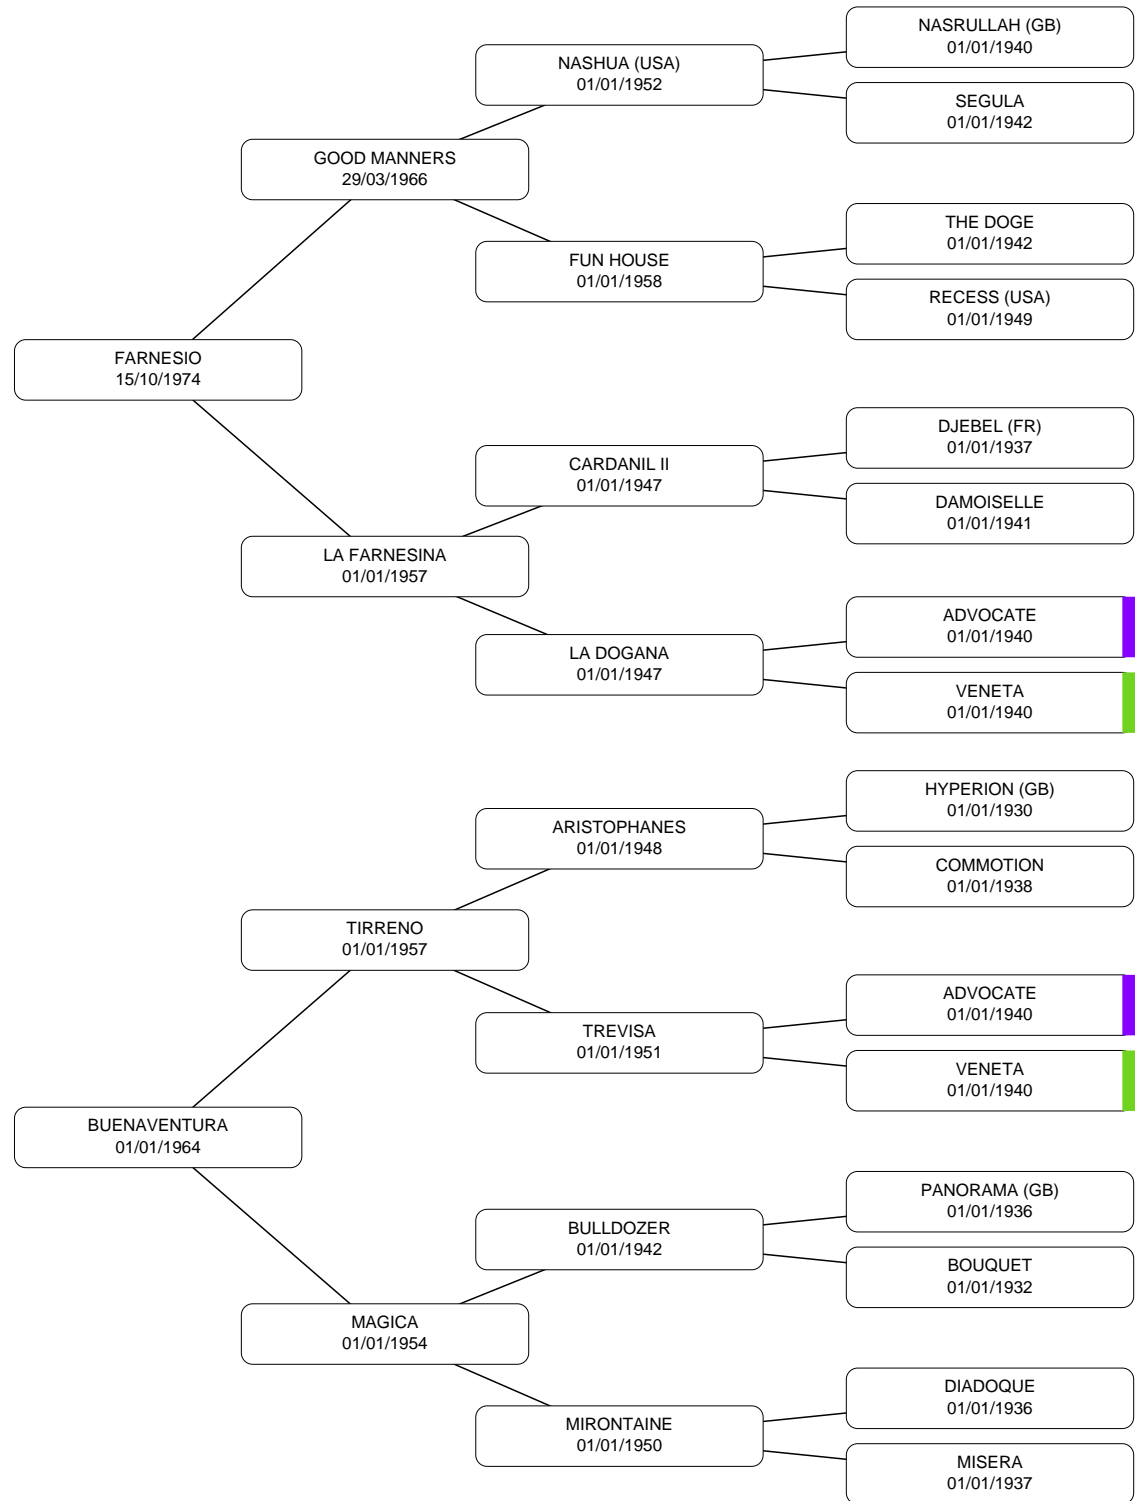 NASRULLAH (GB)
01/01/1940
NASHUA (USA)
01/01/1952
SEGULA
01/01/1942
GOOD MANNERS
29/03/1966
THE DOGE
01/01/1942
FUN HOUSE
01/01/1958
RECESS (USA)
01/01/1949
FARNESIO
15/10/1974
DJEBEL (FR)
01/01/1937
CARDANIL II
01/01/1947
DAMOISELLE
01/01/1941
LA FARNESINA
01/01/1957
ADVOCATE
01/01/1940
LA DOGANA
01/01/1947
VENETA
01/01/1940
HYPERION (GB)
01/01/1930
ARISTOPHANES
01/01/1948
COMMOTION
01/01/1938
TIRRENO
01/01/1957
ADVOCATE
01/01/1940
TREVISA
01/01/1951
VENETA
01/01/1940
BUENAVENTURA
01/01/1964
PANORAMA (GB)
01/01/1936
BULLDOZER
01/01/1942
BOUQUET
01/01/1932
MAGICA
01/01/1954
DIADOQUE
01/01/1936
MIRONTAINE
01/01/1950
MISERA
01/01/1937